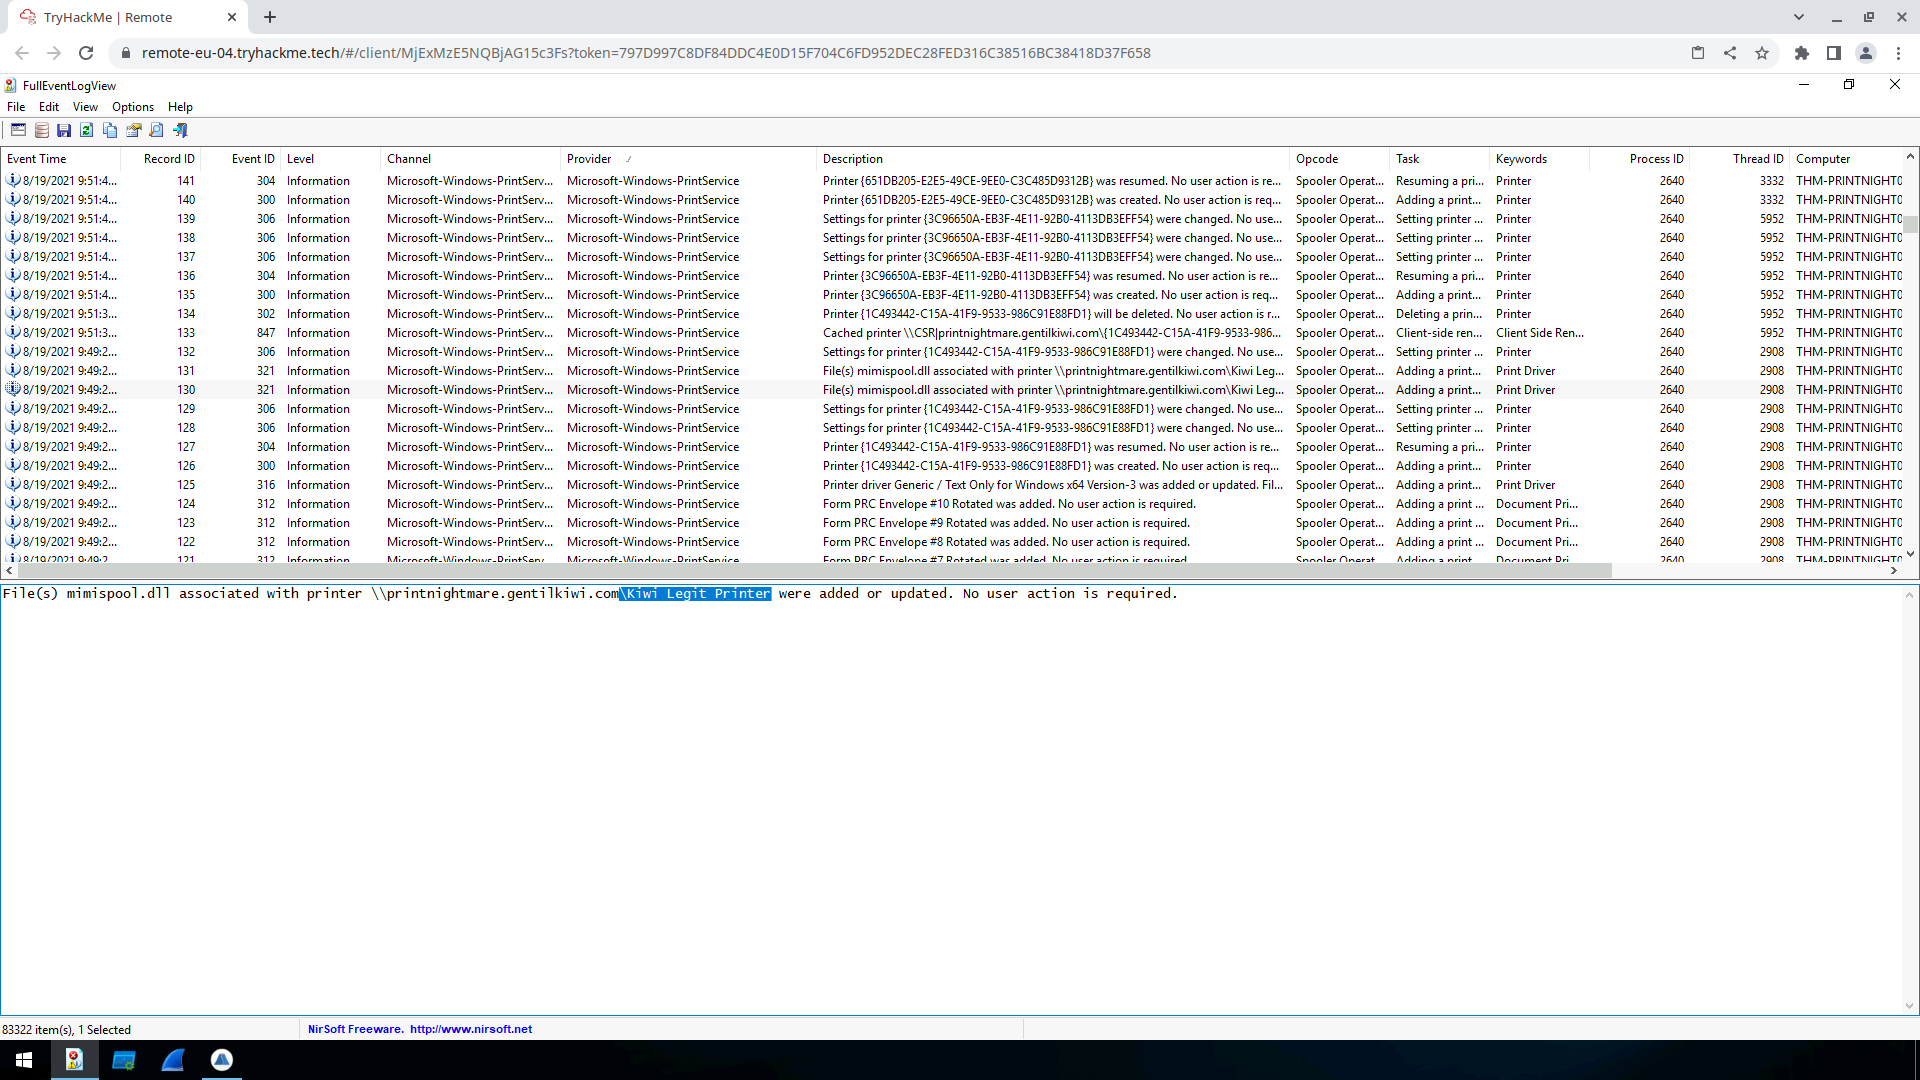 TryHackMe | Remote
remote-eu-04.tryhackme.tech/#/client/MjExMzE5NQBjAG15c3Fs?token=797D997C8DF84DDC4E0D15F704C6FD952DEC28FED316C38516BC38418D37F658
FullEventLogView
File Edit View Options Help
Event Time Record ID Event ID Level Channel Provider Description Opcode Task Keywords Process ID Thread ID Computer
8/19/2021 9:51:4... 141 304 Information Microsoft-Windows-PrintServ... Microsoft-Windows-PrintService Printer {651DB205-E2E5-49CE-9EE0-C3C485D9312B} was resumed. No user action is re... Spooler Operat... Resuming a pri... Printer 2640 3332 THM-PRINTNIGHT0
8/19/2021 9:51:4... 140 300 Information Microsoft-Windows-PrintServ... Microsoft-Windows-PrintService Printer {651DB205-E2E5-49CE-9EE0-C3C485D9312B} was created. No user action is req... Spooler Operat... Adding a print... Printer 2640 3332 THM-PRINTNIGHT0
8/19/2021 9:51:4... 139 306 Information Microsoft-Windows-PrintServ... Microsoft-Windows-PrintService Settings for printer {3C96650A-EB3F-4E11-92B0-4113DB3EFF54} were changed. No use... Spooler Operat... Setting printer ... Printer 2640 5952 THM-PRINTNIGHT0
8/19/2021 9:51:4... 138 306 Information Microsoft-Windows-PrintServ... Microsoft-Windows-PrintService Settings for printer {3C96650A-EB3F-4E11-92B0-4113DB3EFF54} were changed. No use... Spooler Operat... Setting printer ... Printer 2640 5952 THM-PRINTNIGHT0
8/19/2021 9:51:4... 137 306 Information Microsoft-Windows-PrintServ... Microsoft-Windows-PrintService Settings for printer {3C96650A-EB3F-4E11-92B0-4113DB3EFF54} were changed. No use... Spooler Operat... Setting printer ... Printer 2640 5952 THM-PRINTNIGHT0
8/19/2021 9:51:4... 136 304 Information Microsoft-Windows-PrintServ... Microsoft-Windows-PrintService Printer {3C96650A-EB3F-4E11-92B0-4113DB3EFF54} was resumed. No user action is re... Spooler Operat... Resuming a pri... Printer 2640 5952 THM-PRINTNIGHT0
8/19/2021 9:51:4... 135 300 Information Microsoft-Windows-PrintServ... Microsoft-Windows-PrintService Printer {3C96650A-EB3F-4E11-92B0-4113DB3EFF54} was created. No user action is req... Spooler Operat... Adding a print... Printer 2640 5952 THM-PRINTNIGHT0
8/19/2021 9:51:3... 134 302 Information Microsoft-Windows-PrintServ... Microsoft-Windows-PrintService Printer {1C493442-C15A-41F9-9533-986C91E88FD1} will be deleted. No user action is r... Spooler Operat... Deleting a prin... Printer 2640 5952 THM-PRINTNIGHT0
8/19/2021 9:51:3... 133 847 Information Microsoft-Windows-PrintServ... Microsoft-Windows-PrintService Cached printer \\CSR|printnightmare.gentilkiwi.com\{1C493442-C15A-41F9-9533-986... Spooler Operat... Client-side ren... Client Side Ren... 2640 5952 THM-PRINTNIGHT0
8/19/2021 9:49:2... 132 306 Information Microsoft-Windows-PrintServ... Microsoft-Windows-PrintService Settings for printer {1C493442-C15A-41F9-9533-986C91E88FD1} were changed. No use... Spooler Operat... Setting printer ... Printer 2640 2908 THM-PRINTNIGHT0
8/19/2021 9:49:2... 131 321 Information Microsoft-Windows-PrintServ... Microsoft-Windows-PrintService File(s) mimispool.dll associated with printer \\printnightmare.gentilkiwi.com\Kiwi Leg... Spooler Operat... Adding a print... Print Driver 2640 2908 THM-PRINTNIGHT0
8/19/2021 9:49:2... 130 321 Information Microsoft-Windows-PrintServ... Microsoft-Windows-PrintService File(s) mimispool.dll associated with printer \\printnightmare.gentilkiwi.com\Kiwi Leg... Spooler Operat... Adding a print... Print Driver 2640 2908 THM-PRINTNIGHT0
8/19/2021 9:49:2... 129 306 Information Microsoft-Windows-PrintServ... Microsoft-Windows-PrintService Settings for printer {1C493442-C15A-41F9-9533-986C91E88FD1} were changed. No use... Spooler Operat... Setting printer ... Printer 2640 2908 THM-PRINTNIGHT0
8/19/2021 9:49:2... 128 306 Information Microsoft-Windows-PrintServ... Microsoft-Windows-PrintService Settings for printer {1C493442-C15A-41F9-9533-986C91E88FD1} were changed. No use... Spooler Operat... Setting printer ... Printer 2640 2908 THM-PRINTNIGHT0
8/19/2021 9:49:2... 127 304 Information Microsoft-Windows-PrintServ... Microsoft-Windows-PrintService Printer {1C493442-C15A-41F9-9533-986C91E88FD1} was resumed. No user action is re... Spooler Operat... Resuming a pri... Printer 2640 2908 THM-PRINTNIGHT0
8/19/2021 9:49:2... 126 300 Information Microsoft-Windows-PrintServ... Microsoft-Windows-PrintService Printer {1C493442-C15A-41F9-9533-986C91E88FD1} was created. No user action is req... Spooler Operat... Adding a print... Printer 2640 2908 THM-PRINTNIGHT0
8/19/2021 9:49:2... 125 316 Information Microsoft-Windows-PrintServ... Microsoft-Windows-PrintService Printer driver Generic / Text Only for Windows x64 Version-3 was added or updated. Fil... Spooler Operat... Adding a print... Print Driver 2640 2908 THM-PRINTNIGHT0
8/19/2021 9:49:2... 124 312 Information Microsoft-Windows-PrintServ... Microsoft-Windows-PrintService Form PRC Envelope #10 Rotated was added. No user action is required. Spooler Operat... Adding a print ... Document Pri... 2640 2908 THM-PRINTNIGHT0
8/19/2021 9:49:2... 123 312 Information Microsoft-Windows-PrintServ... Microsoft-Windows-PrintService Form PRC Envelope #9 Rotated was added. No user action is required. Spooler Operat... Adding a print ... Document Pri... 2640 2908 THM-PRINTNIGHT0
8/19/2021 9:49:2... 122 312 Information Microsoft-Windows-PrintServ... Microsoft-Windows-PrintService Form PRC Envelope #8 Rotated was added. No user action is required. Spooler Operat... Adding a print ... Document Pri... 2640 2908 THM-PRINTNIGHT0
8/19/2021 9:49:2... 121 312 Information Microsoft-Windows-PrintServ... Microsoft-Windows-PrintService Form PRC Envelope #7 Rotated was added. No user action is required. Spooler Operat... Adding a print ... Document Pri... 2640 2908 THM-PRINTNIGHT0
File(s) mimispool.dll associated with printer \\printnightmare.gentilkiwi.com\Kiwi Legit Printer were added or updated. No user action is required.
83322 item(s), 1 Selected NirSoft Freeware. http://www.nirsoft.net